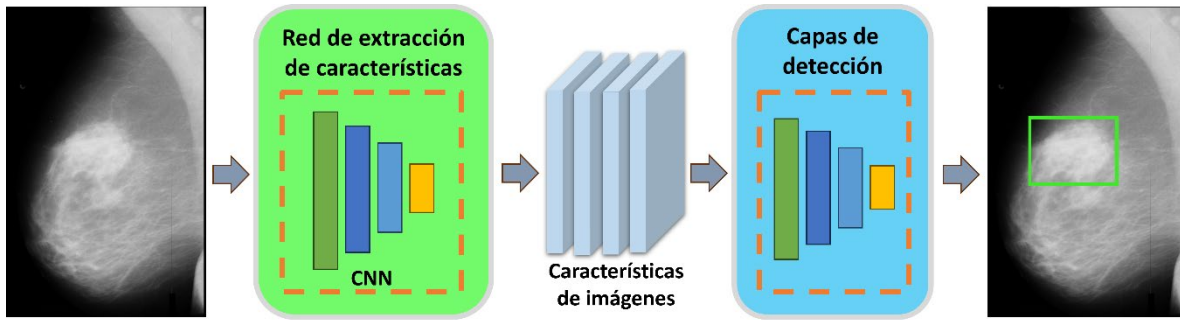 Red de extracción
de características
CNN
Características
de imágenes
Capas de
detección